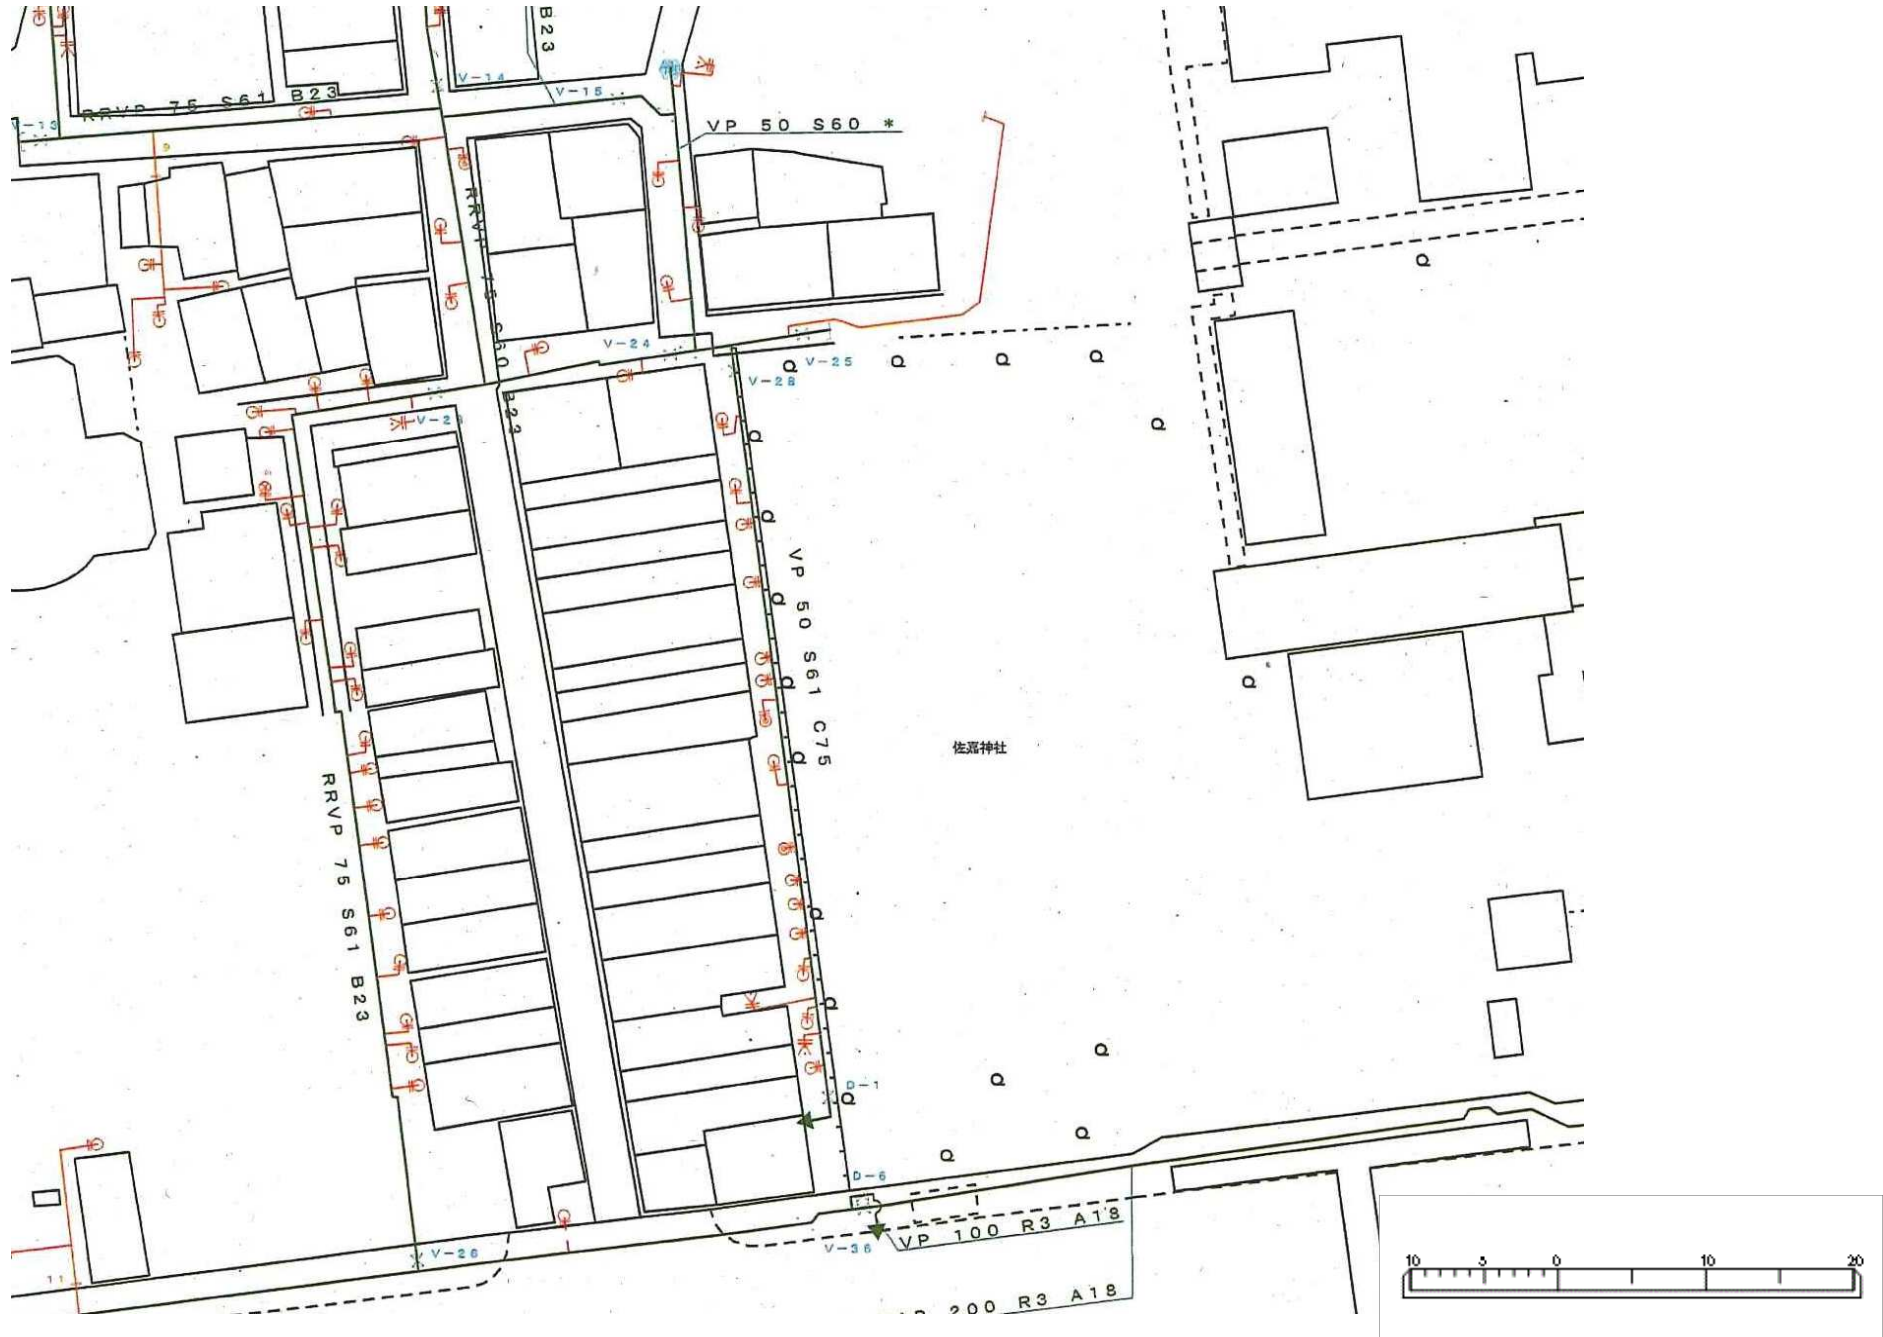 B23
V-14
V-15
RRVP 75 S61 B23
V-13
VP 50 S60 *
9
RRVP 75 S60 B23
V-24
V-25
V-28
VP 50 S61 C75
佐嘉神社
RRVP 75 S61 B23
D-1
D-6
V-36
VP 100 R3 A18
V-26
11
200 R3 A18
10 5 0 10 20